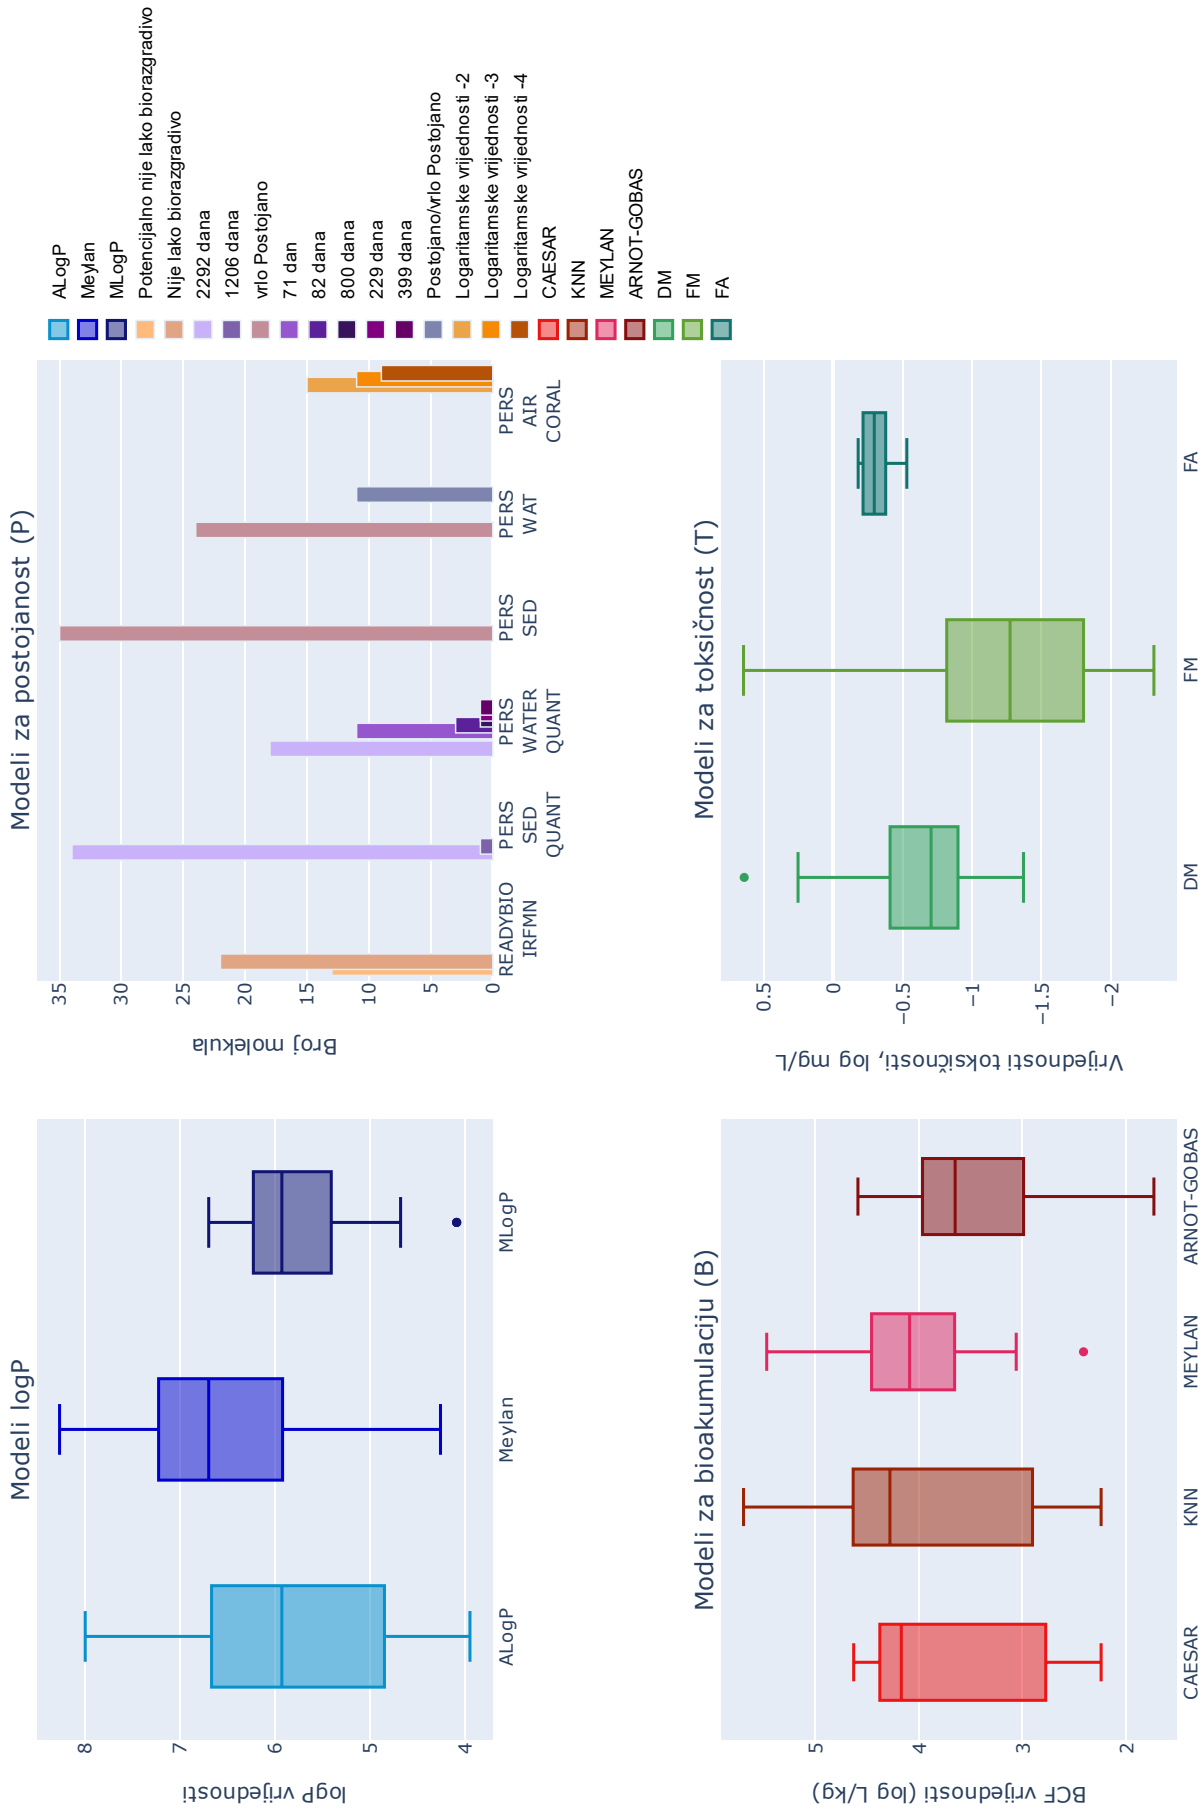 Modeli logP
logP vrijednosti
8
7
6
5
4
ALogP
Meylan
MLogP
Modeli za postojanost (P)
Broj molekula
35
30
25
20
15
10
5
0
READYBIO
IRFMN
PERS
SED
QUANT
PERS
WATER
QUANT
PERS
SED
PERS
WAT
PERS
AIR
CORAL
ALogP
Meylan
MLogP
Potencijalno nije lako biorazgradivo
Nije lako biorazgradivo
2292 dana
1206 dana
vrlo Postojano
71 dan
82 dana
800 dana
229 dana
399 dana
Postojano/vrlo Postojano
Logaritamske vrijednosti -2
Logaritamske vrijednosti -3
Logaritamske vrijednosti -4
CAESAR
KNN
MEYLAN
ARNOT-GOBAS
DM
FM
FA
Modeli za bioakumulaciju (B)
BCF vrijednosti (log L/kg)
5
4
3
2
CAESAR
KNN
MEYLAN
ARNOT-GOBAS
Modeli za toksičnost (T)
Vrijednosti toksičnosti, log mg/L
0.5
0
−0.5
−1
−1.5
−2
DM
FM
FA